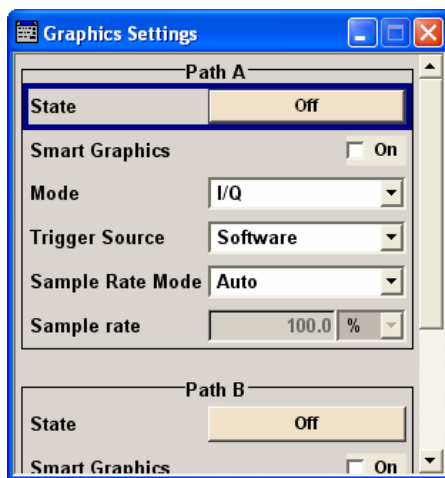 Graphics Settings
Path A
State Off
Smart Graphics On
Mode I/Q
Trigger Source Software
Sample Rate Mode Auto
Sample rate 100.0 %
Path B
State Off
Smart Graphics On